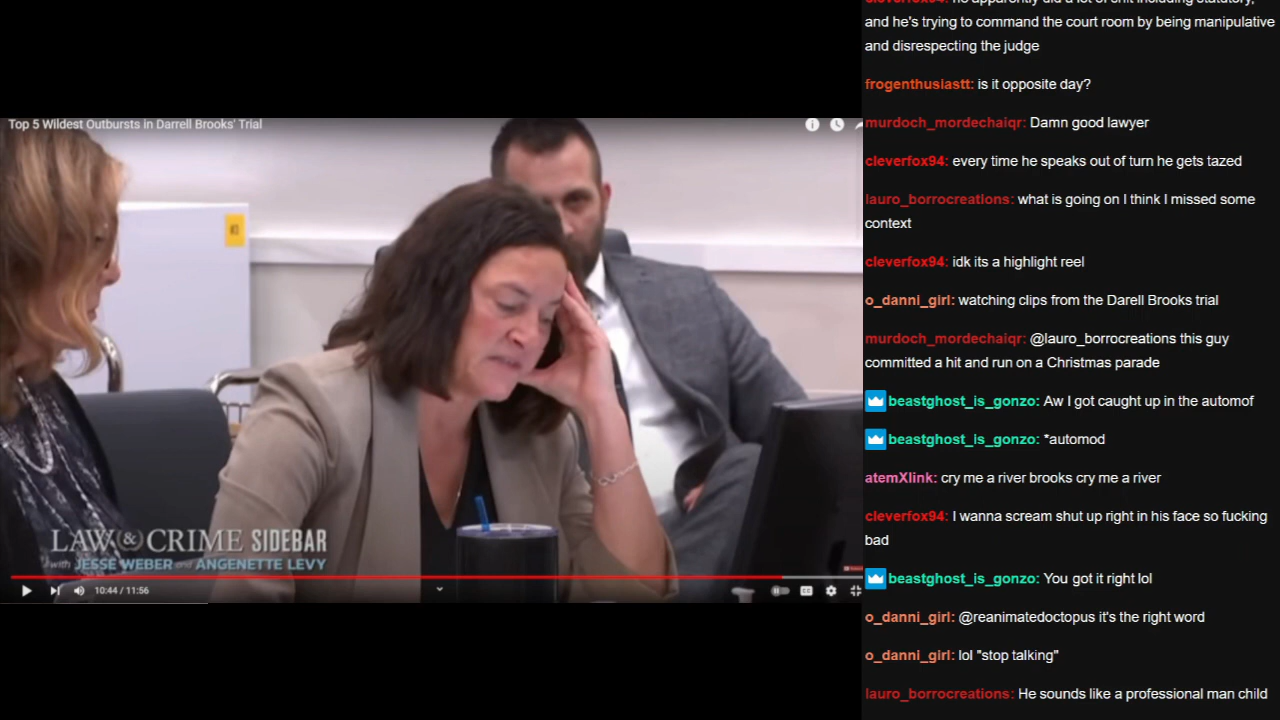 Top 5 Wildest Outbursts in Darrell Brooks' Trial
LAW & CRIME SIDEBAR
with JESSE WEBER and ANGENETTE LEVY
10:44 / 11:56
and he's trying to command the court room by being manipulative
and disrespecting the judge
frogenthusiastt: is it opposite day?
murdoch_mordechaiqr: Damn good lawyer
cleverfox94: every time he speaks out of turn he gets tazed
lauro_borrocreations: what is going on I think I missed some
context
cleverfox94: idk its a highlight reel
o_danni_girl: watching clips from the Darell Brooks trial
murdoch_mordechaiqr: @lauro_borrocreations this guy
committed a hit and run on a Christmas parade
beastghost_is_gonzo: Aw I got caught up in the automof
beastghost_is_gonzo: *automod
atemXlink: cry me a river brooks cry me a river
cleverfox94: I wanna scream shut up right in his face so fucking
bad
beastghost_is_gonzo: You got it right lol
o_danni_girl: @reanimatedoctopus it's the right word
o_danni_girl: lol "stop talking"
lauro_borrocreations: He sounds like a professional man child